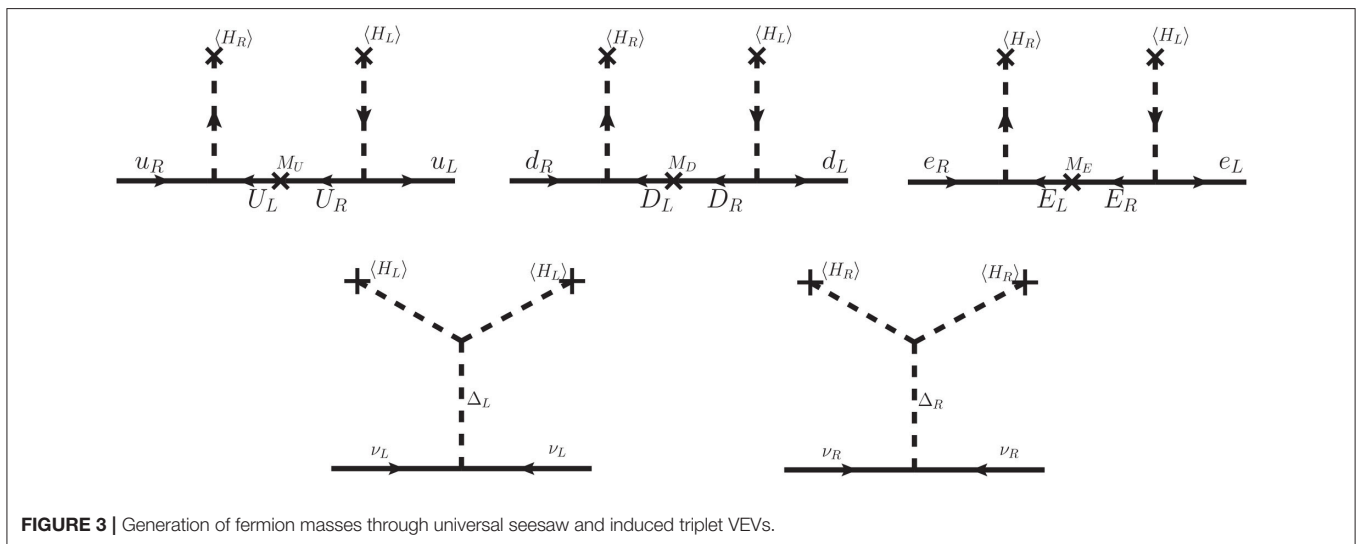 ⟨H_R⟩ ⟨H_L⟩ ⟨H_R⟩ ⟨H_L⟩ ⟨H_R⟩ ⟨H_L⟩
u_R M_U u_L d_R M_D d_L e_R M_E e_L
U_L U_R D_L D_R E_L E_R
⟨H_L⟩ ⟨H_L⟩ ⟨H_R⟩ ⟨H_R⟩
Δ_L Δ_R
ν_L ν_L ν_R ν_R
FIGURE 3 | Generation of fermion masses through universal seesaw and induced triplet VEVs.